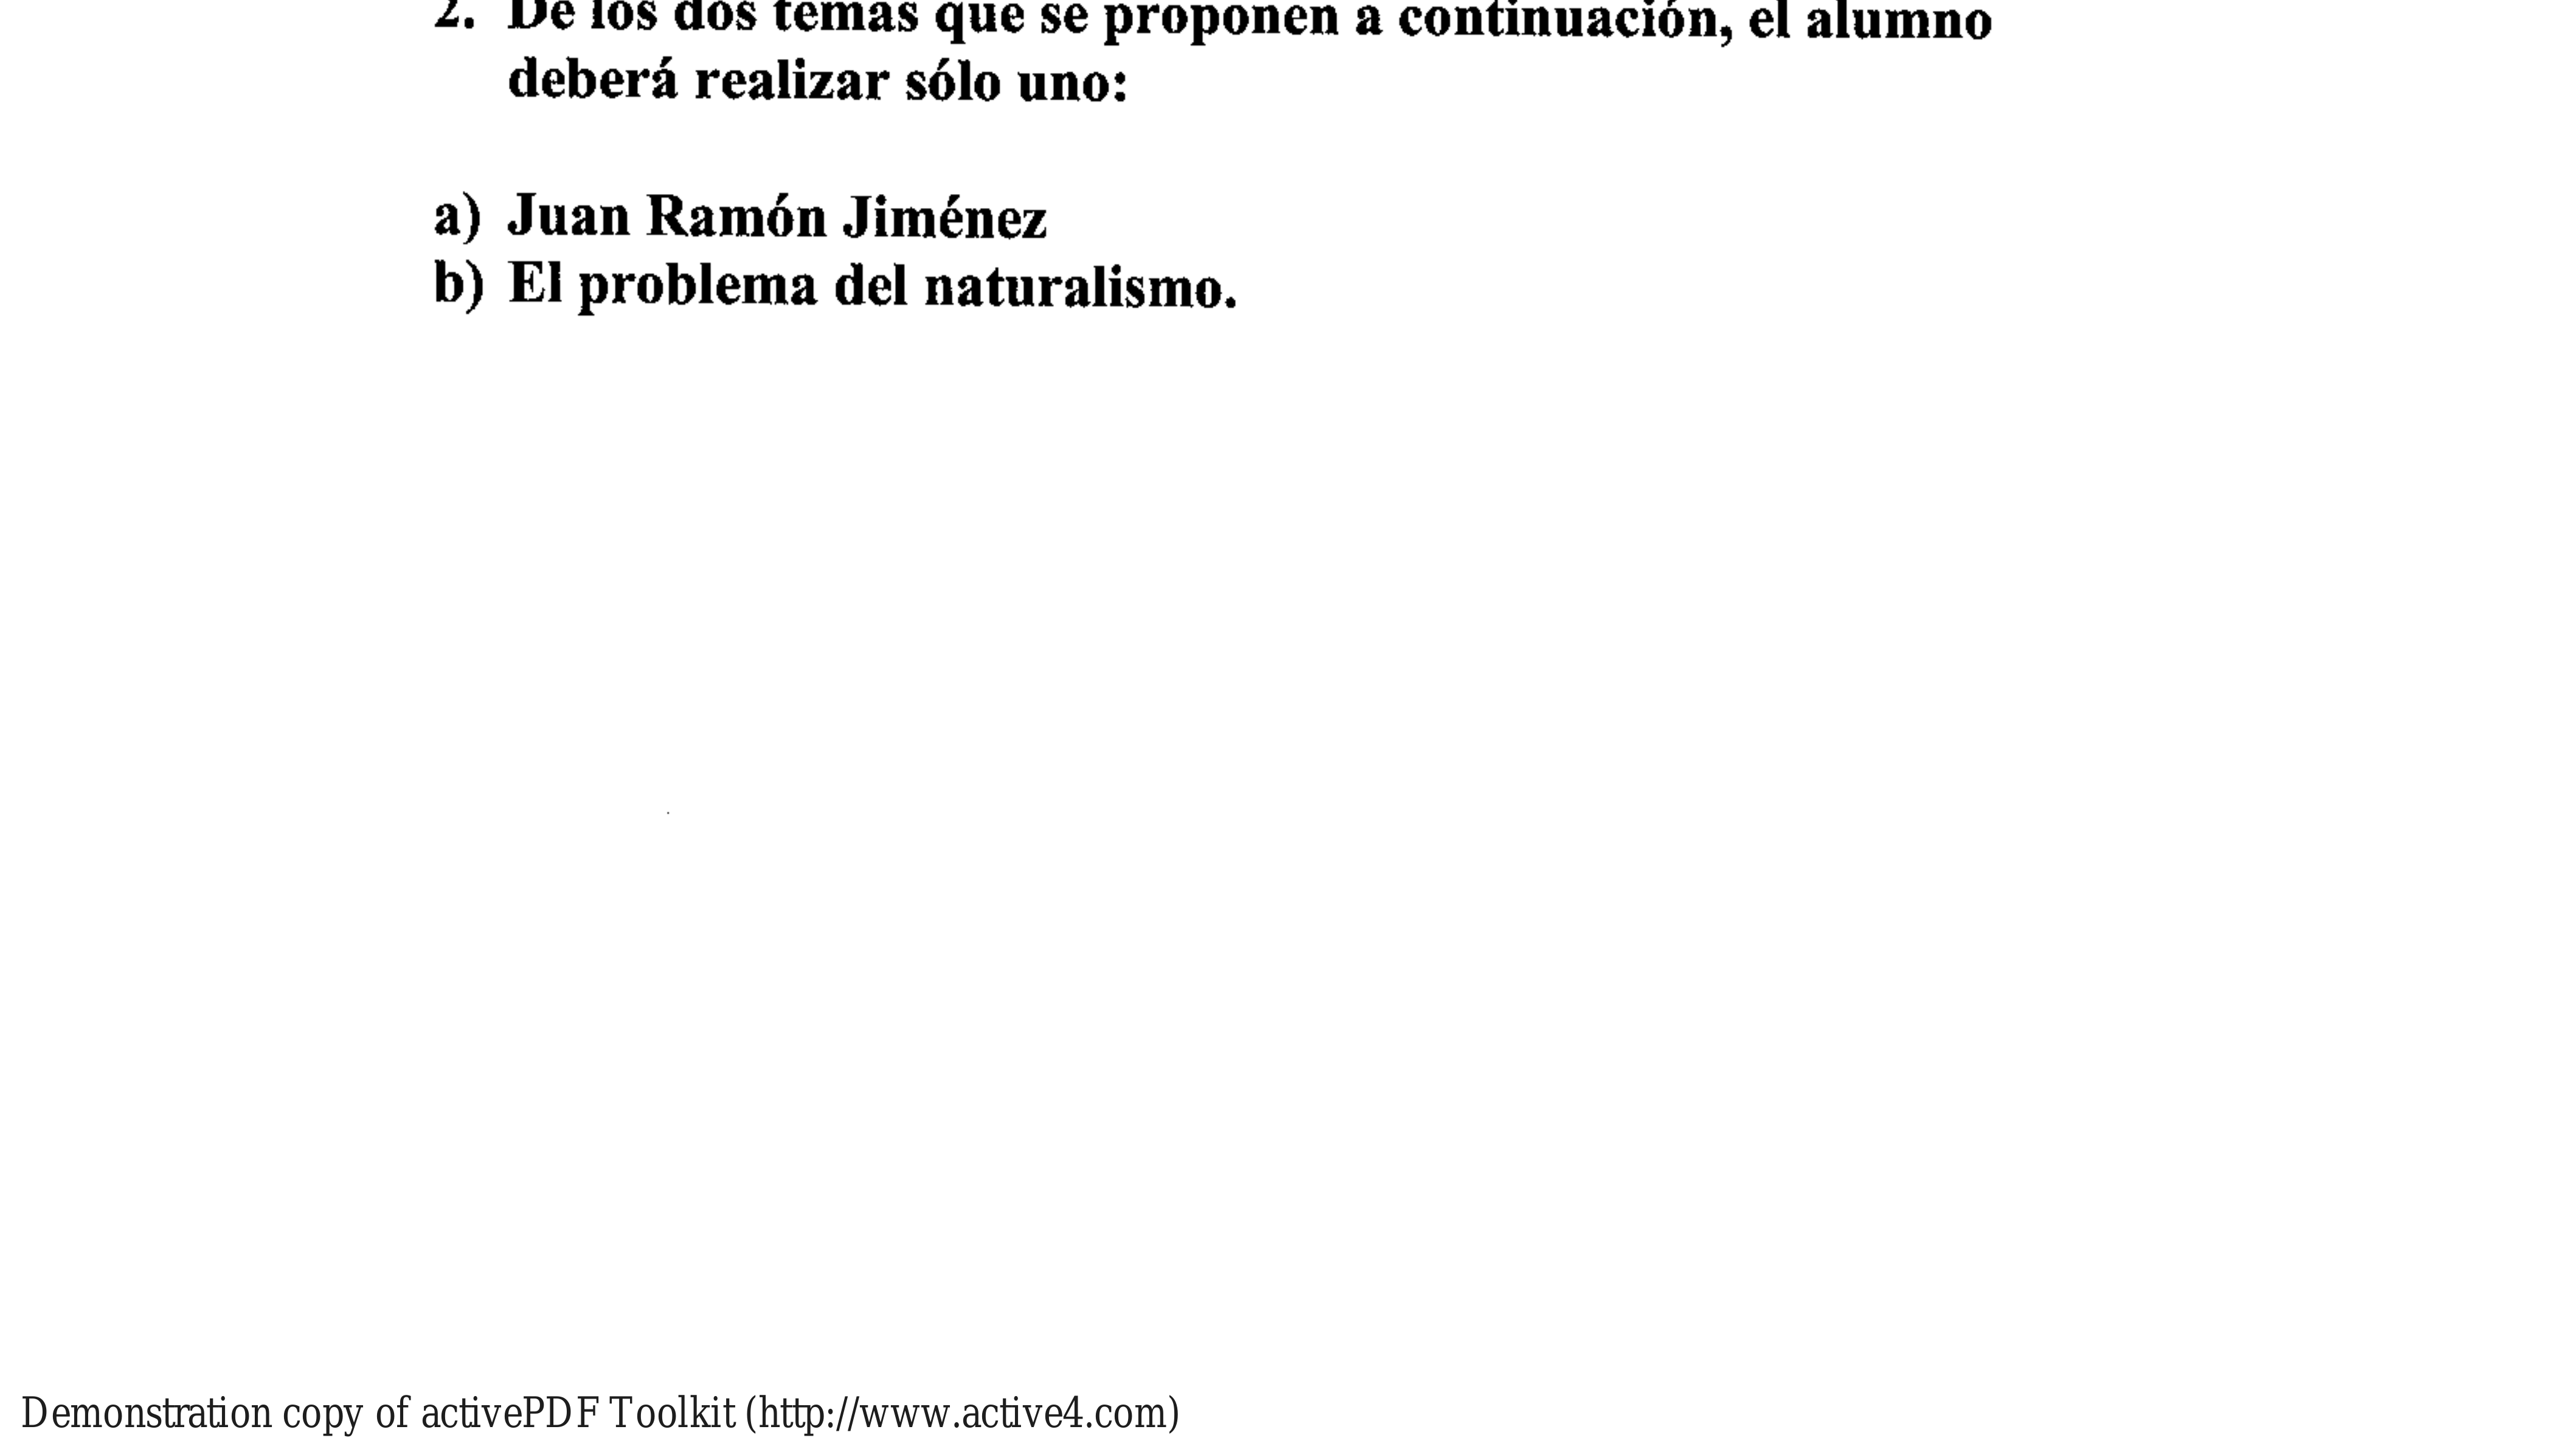 2. De los dos temas que se proponen a continuación, el alumno
deberá realizar sólo uno:
a) Juan Ramón Jiménez
b) El problema del naturalismo.
Demonstration copy of activePDF Toolkit (http://www.active4.com)